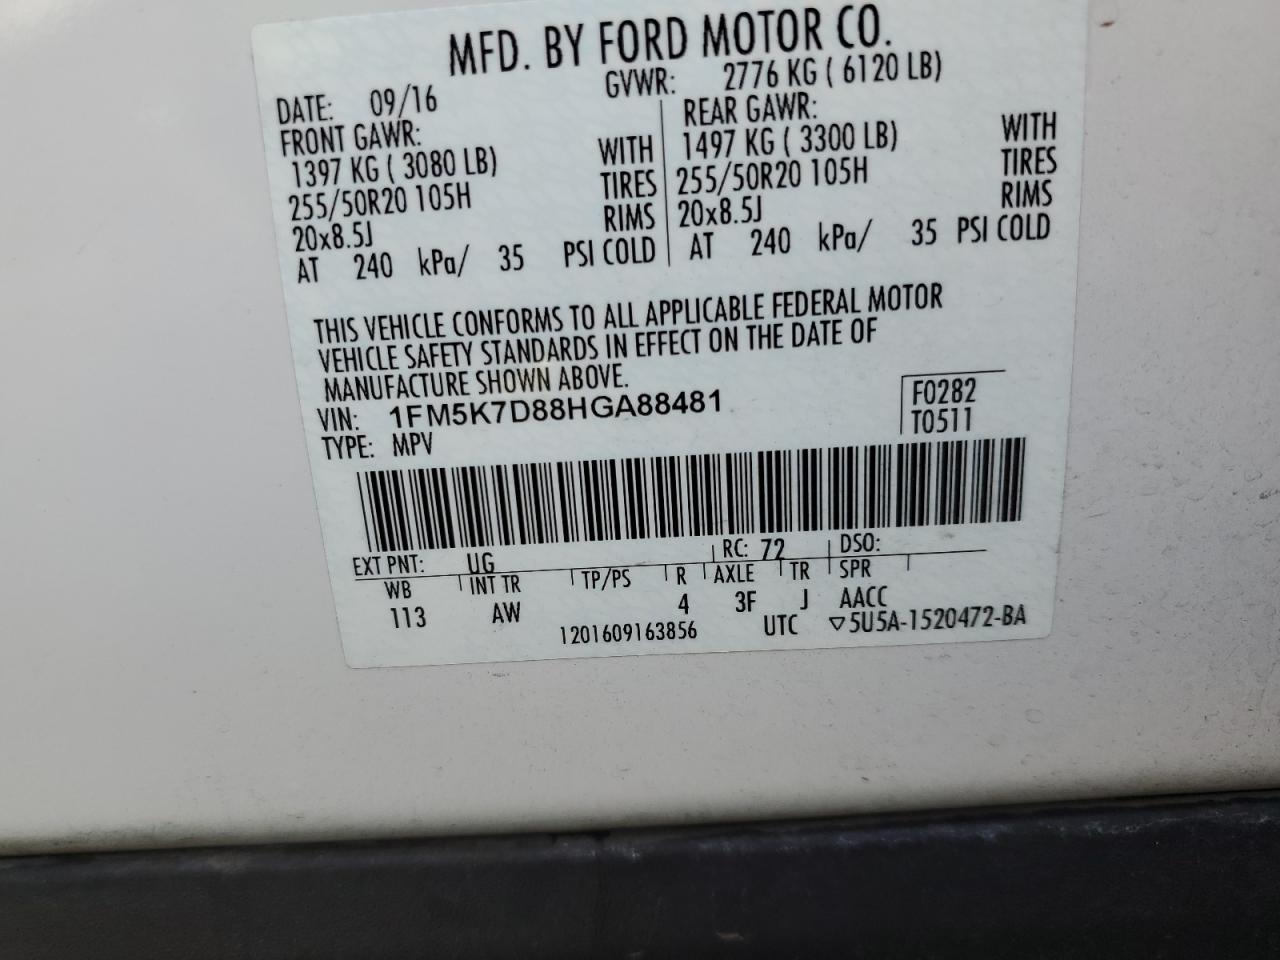 MFD. BY FORD MOTOR CO.
DATE: 09/16 GVWR: 2776 KG ( 6120 LB)
FRONT GAWR: REAR GAWR:
1397 KG ( 3080 LB) WITH 1497 KG ( 3300 LB) WITH
255/50R20 105H TIRES 255/50R20 105H TIRES
20x8.5J RIMS 20x8.5J RIMS
AT 240 kPa/ 35 PSI COLD AT 240 kPa/ 35 PSI COLD
THIS VEHICLE CONFORMS TO ALL APPLICABLE FEDERAL MOTOR
VEHICLE SAFETY STANDARDS IN EFFECT ON THE DATE OF
MANUFACTURE SHOWN ABOVE.
VIN: 1FM5K7D88HGA88481 F0282
TYPE: MPV T0511
EXT PNT: UG RC: 72 DSO:
WB INT TR TP/PS R AXLE TR SPR
113 AW 4 3F J AACC
1201609163856 UTC ▽5U5A-1520472-BA